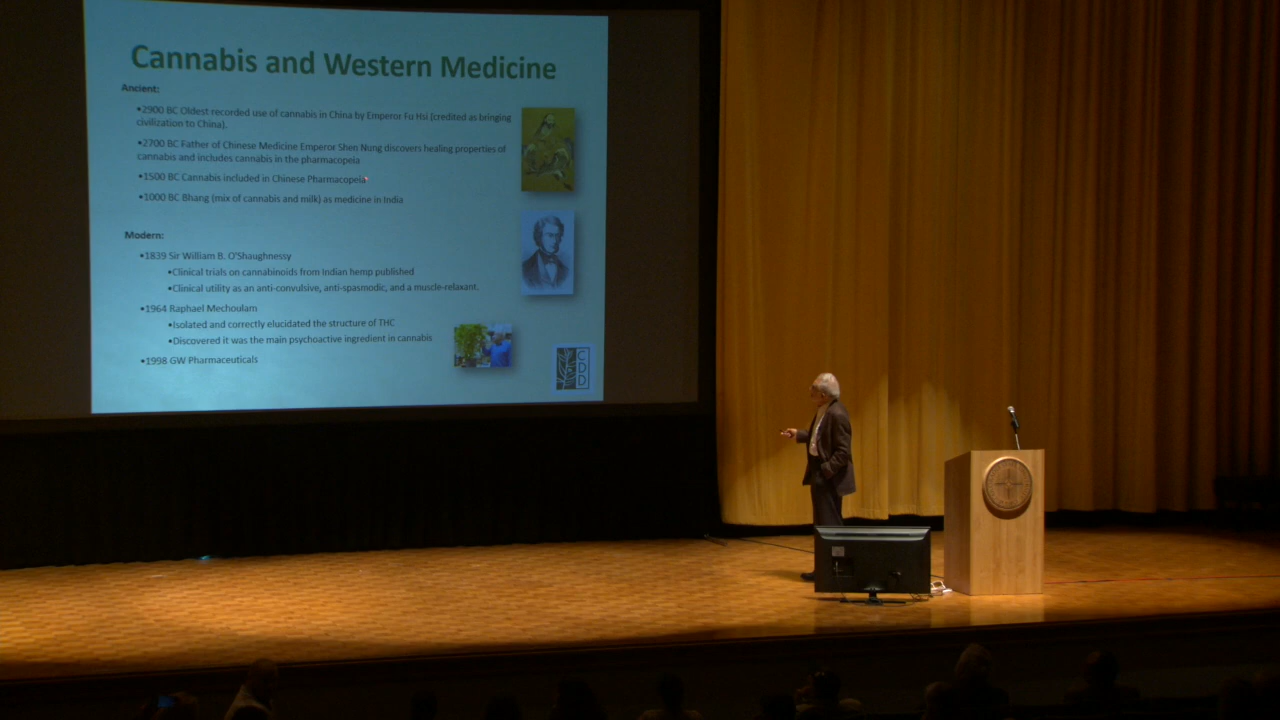 Cannabis and Western Medicine
Ancient:
•2900 BC Oldest recorded use of cannabis in China by Emperor Fu Hsi (credited as bringing
civilization to China).
•2700 BC Father of Chinese Medicine Emperor Shen Nung discovers healing properties of
cannabis and includes cannabis in the pharmacopeia
•1500 BC Cannabis included in Chinese Pharmacopeia
•1000 BC Bhang (mix of cannabis and milk) as medicine in India
Modern:
•1839 Sir William B. O'Shaughnessy
•Clinical trials on cannabinoids from Indian hemp published
•Clinical utility as an anti-convulsive, anti-spasmodic, and a muscle-relaxant.
•1964 Raphael Mechoulam
•Isolated and correctly elucidated the structure of THC
•Discovered it was the main psychoactive ingredient in cannabis
•1998 GW Pharmaceuticals
CDD